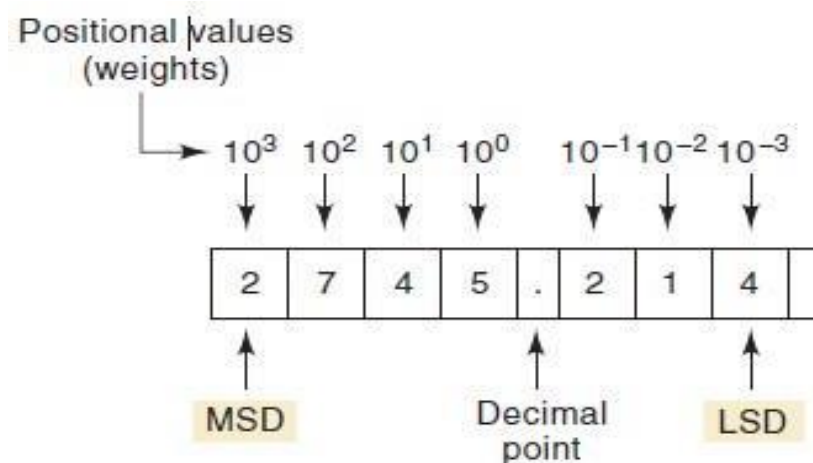 Positional values
(weights)
10³ 10² 10¹ 10⁰ 10⁻¹ 10⁻² 10⁻³
2 7 4 5 . 2 1 4
MSD Decimal point LSD